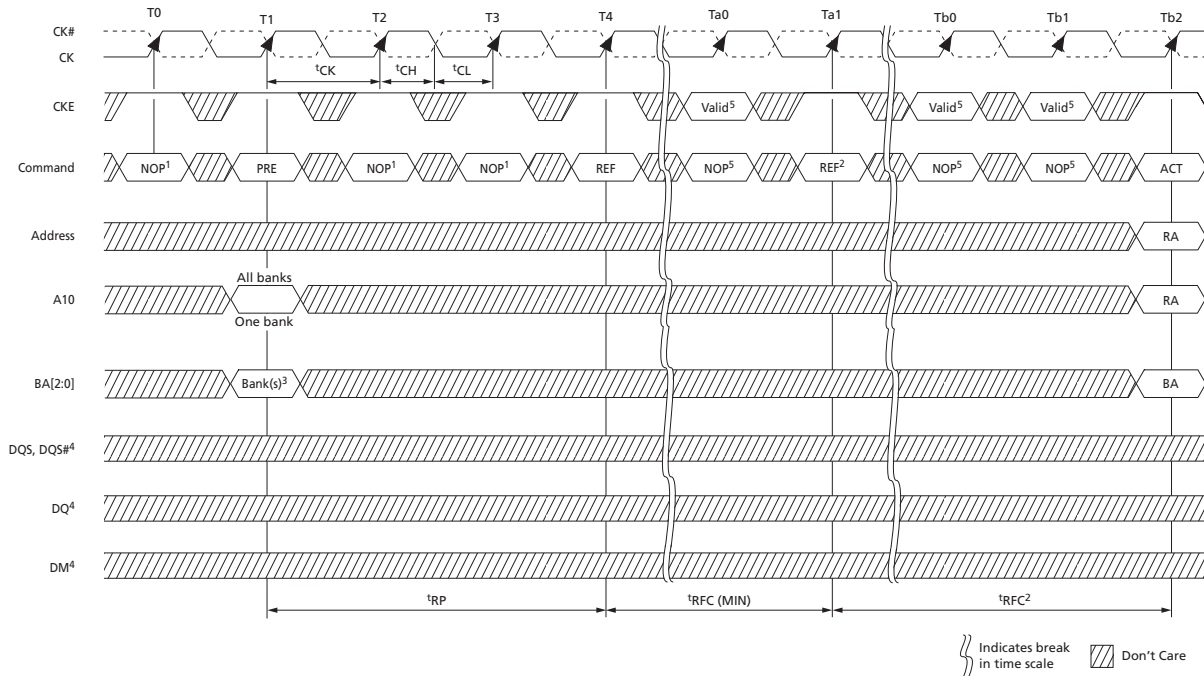 T0 T1 T2 T3 T4 Ta0 Ta1 Tb0 Tb1 Tb2
CK#
CK
tCK tCH tCL
CKE Valid5 Valid5 Valid5
Command NOP1 PRE NOP1 NOP1 REF NOP5 REF2 NOP5 NOP5 ACT
Address RA
All banks
A10 RA
One bank
BA[2:0] Bank(s)3 BA
DQS, DQS#4
DQ4
DM4
tRP tRFC (MIN) tRFC2
Indicates break
in time scale
Don't Care